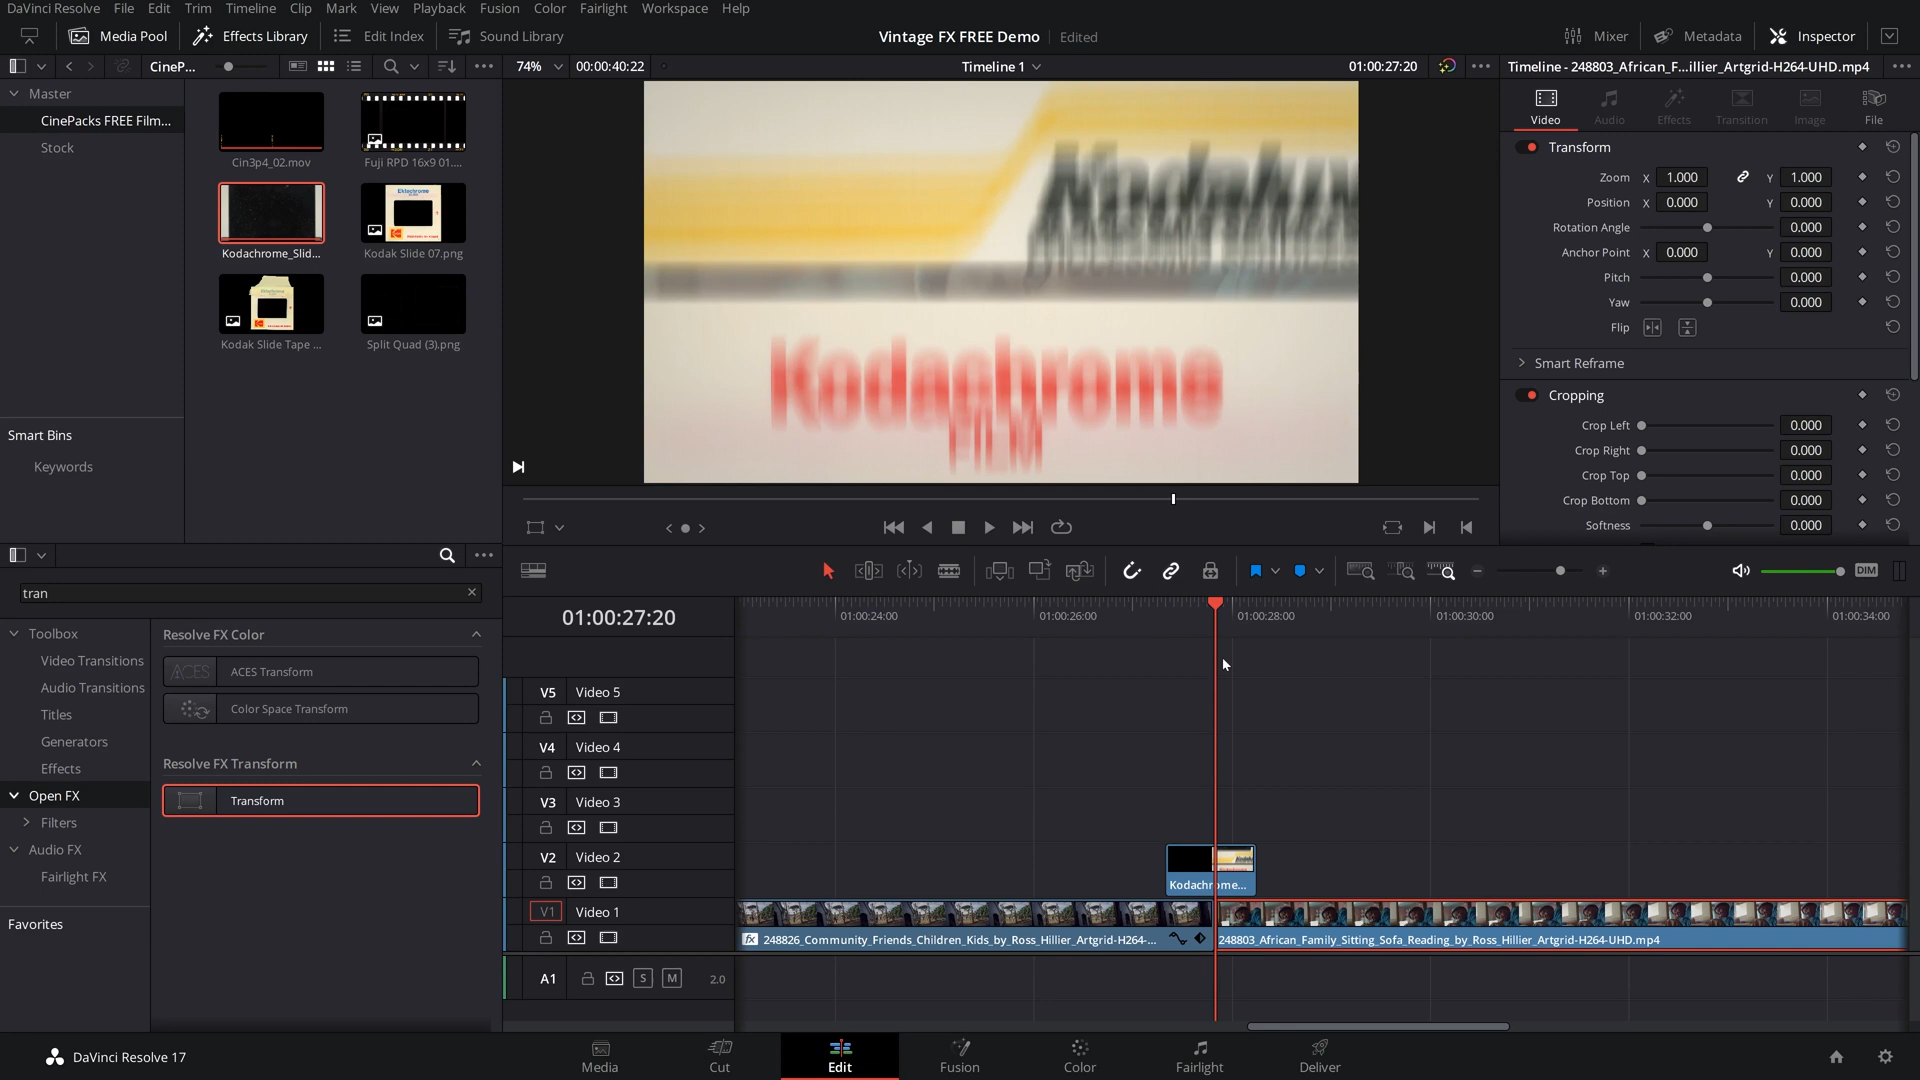 DaVinci Resolve File Edit Trim Timeline Clip Mark View Playback Fusion Color Fairlight Workspace Help
Media Pool Effects Library Edit Index Sound Library Vintage FX FREE Demo Edited Mixer Metadata Inspector
CineP... 74% 00:00:40:22 Timeline 1 01:00:27:20 Timeline - 248803_African_F...illier_Artgrid-H264-UHD.mp4
Master
CinePacks FREE Film...
Stock
Cin3p4_02.mov Fuji RPD 16x9 01....
Kodachrome_Slid... Kodak Slide 07.png
Kodak Slide Tape ... Split Quad (3).png
Smart Bins
Keywords
Kodachrome
Video Audio Effects Transition Image File
Transform
Zoom X 1.000 Y 1.000
Position X 0.000 Y 0.000
Rotation Angle 0.000
Anchor Point X 0.000 Y 0.000
Pitch 0.000
Yaw 0.000
Flip
Smart Reframe
Cropping
Crop Left 0.000
Crop Right 0.000
Crop Top 0.000
Crop Bottom 0.000
Softness 0.000
tran
Toolbox
Video Transitions
Audio Transitions
Titles
Generators
Effects
Open FX
Filters
Audio FX
Fairlight FX
Favorites
Resolve FX Color
ACES ACES Transform
Color Space Transform
Resolve FX Transform
Transform
DIM
01:00:27:20 01:00:24:00 01:00:26:00 01:00:28:00 01:00:30:00 01:00:32:00 01:00:34:00
V5 Video 5
V4 Video 4
V3 Video 3
V2 Video 2
Kodachrome...
V1 Video 1
fx 248826_Community_Friends_Children_Kids_by_Ross_Hillier_Artgrid-H264-... 248803_African_Family_Sitting_Sofa_Reading_by_Ross_Hillier_Artgrid-H264-UHD.mp4
A1 S M 2.0
DaVinci Resolve 17 Media Cut Edit Fusion Color Fairlight Deliver